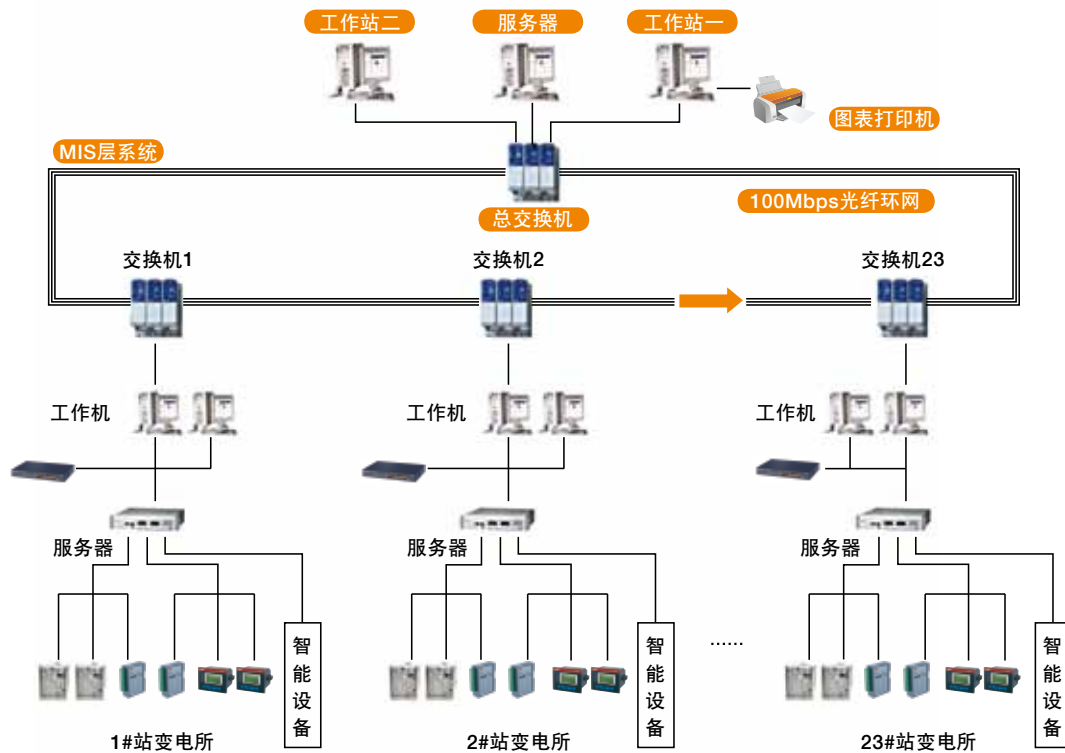 工作站二
服务器
工作站一
图表打印机
MIS层系统
100Mbps光纤环网
总交换机
交换机1
交换机2
交换机23
工作机
工作机
工作机
服务器
服务器
服务器
智能设备
智能设备
……
智能设备
1#站变电所
2#站变电所
23#站变电所